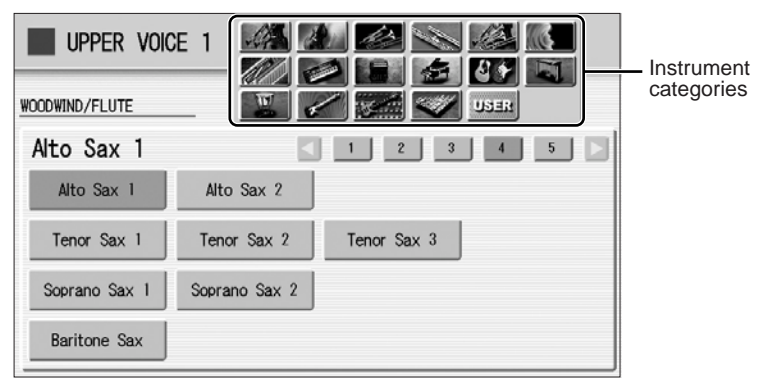 UPPER VOICE 1
USER
Instrument
categories
WOODWIND/FLUTE
Alto Sax 1
1 2 3 4 5
Alto Sax 1 Alto Sax 2
Tenor Sax 1 Tenor Sax 2 Tenor Sax 3
Soprano Sax 1 Soprano Sax 2
Baritone Sax